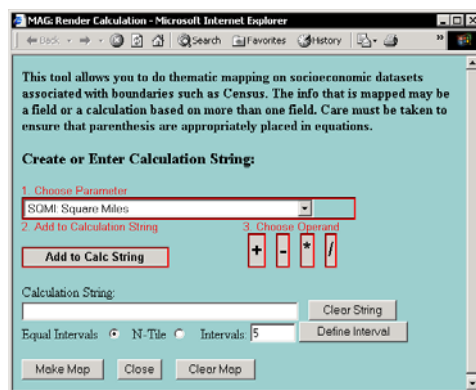 MAG: Render Calculation - Microsoft Internet Explorer
Back Search Favorites History »
This tool allows you to do thematic mapping on socioeconomic datasets
associated with boundaries such as Census. The info that is mapped may be
a field or a calculation based on more than one field. Care must be taken to
ensure that parenthesis are appropriately placed in equations.
Create or Enter Calculation String:
1. Choose Parameter
SQMI: Square Miles
2. Add to Calculation String 3. Choose Operand
Add to Calc String + - * /
Calculation String:
Clear String
Equal Intervals N-Tile Intervals: 5 Define Interval
Make Map Close Clear Map